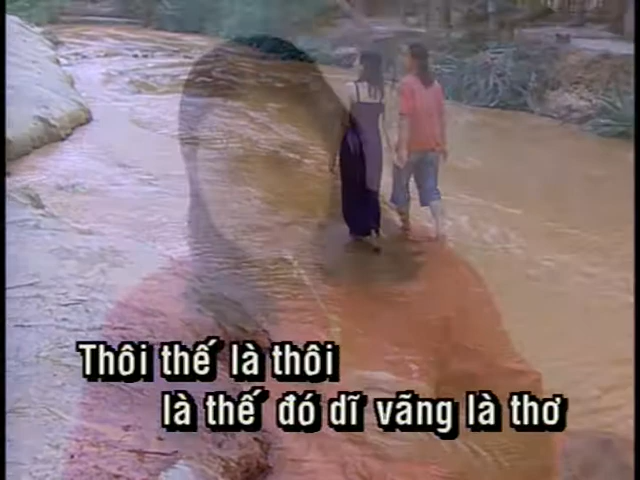 Thôi thế là thôi
là thế đó dĩ vãng là thơ